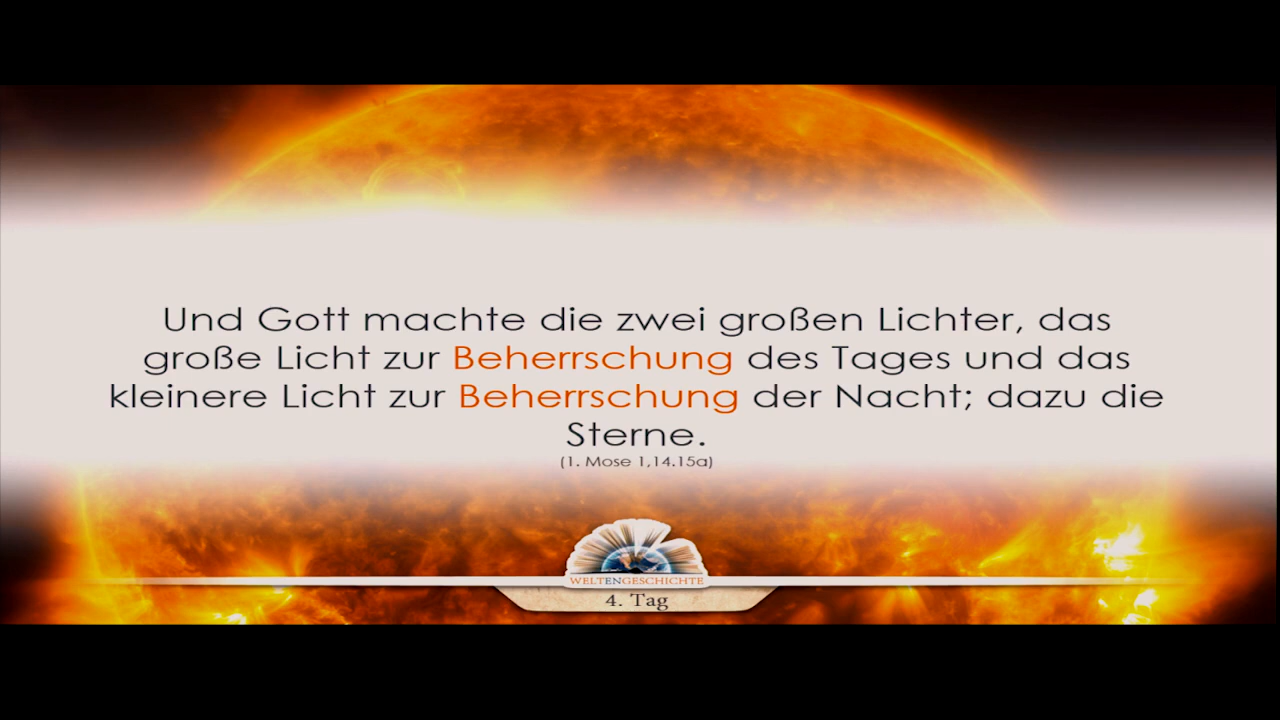 Und Gott machte die zwei großen Lichter, das
große Licht zur Beherrschung des Tages und das
kleinere Licht zur Beherrschung der Nacht; dazu die
Sterne.
(1. Mose 1,14.15a)
WELTENGESCHICHTE
4. Tag